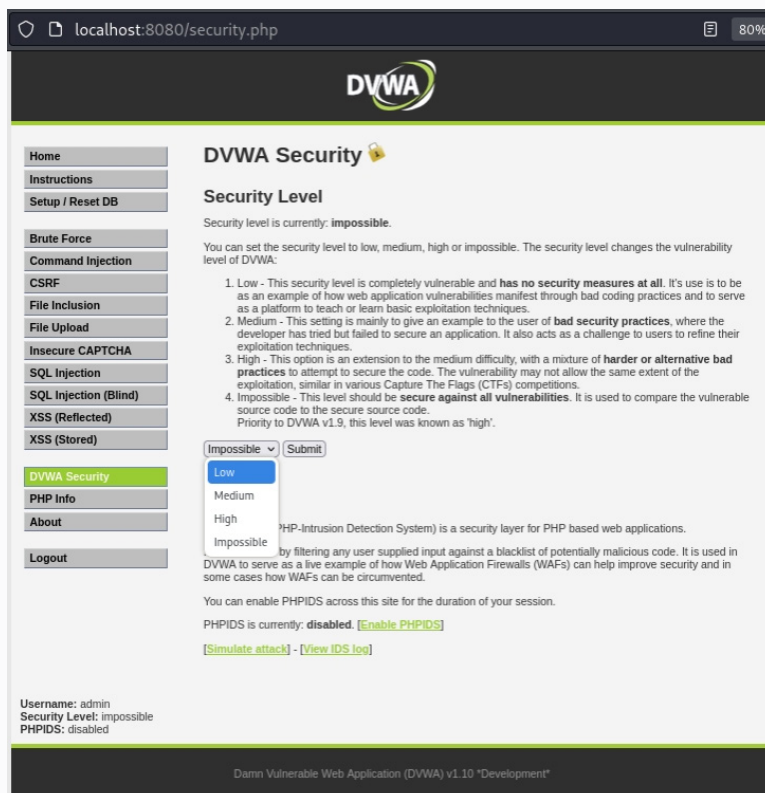 localhost:8080/security.php
80%
DVWA
Home
Instructions
Setup / Reset DB
Brute Force
Command Injection
CSRF
File Inclusion
File Upload
Insecure CAPTCHA
SQL Injection
SQL Injection (Blind)
XSS (Reflected)
XSS (Stored)
DVWA Security
PHP Info
About
Logout
DVWA Security
Security Level
Security level is currently: impossible.
You can set the security level to low, medium, high or impossible. The security level changes the vulnerability
level of DVWA:
1. Low - This security level is completely vulnerable and has no security measures at all. It's use is to be
as an example of how web application vulnerabilities manifest through bad coding practices and to serve
as a platform to teach or learn basic exploitation techniques.
2. Medium - This setting is mainly to give an example to the user of bad security practices, where the
developer has tried but failed to secure an application. It also acts as a challenge to users to refine their
exploitation techniques.
3. High - This option is an extension to the medium difficulty, with a mixture of harder or alternative bad
practices to attempt to secure the code. The vulnerability may not allow the same extent of the
exploitation, similar in various Capture The Flags (CTFs) competitions.
4. Impossible - This level should be secure against all vulnerabilities. It is used to compare the vulnerable
source code to the secure source code.
Priority to DVWA v1.9, this level was known as 'high'.
Impossible Submit
Low
Medium
High
Impossible
PHP-Intrusion Detection System) is a security layer for PHP based web applications.
by filtering any user supplied input against a blacklist of potentially malicious code. It is used in
DVWA to serve as a live example of how Web Application Firewalls (WAFs) can help improve security and in
some cases how WAFs can be circumvented.
You can enable PHPIDS across this site for the duration of your session.
PHPIDS is currently: disabled. [Enable PHPIDS]
[Simulate attack] - [View IDS log]
Username: admin
Security Level: impossible
PHPIDS: disabled
Damn Vulnerable Web Application (DVWA) v1.10 *Development*